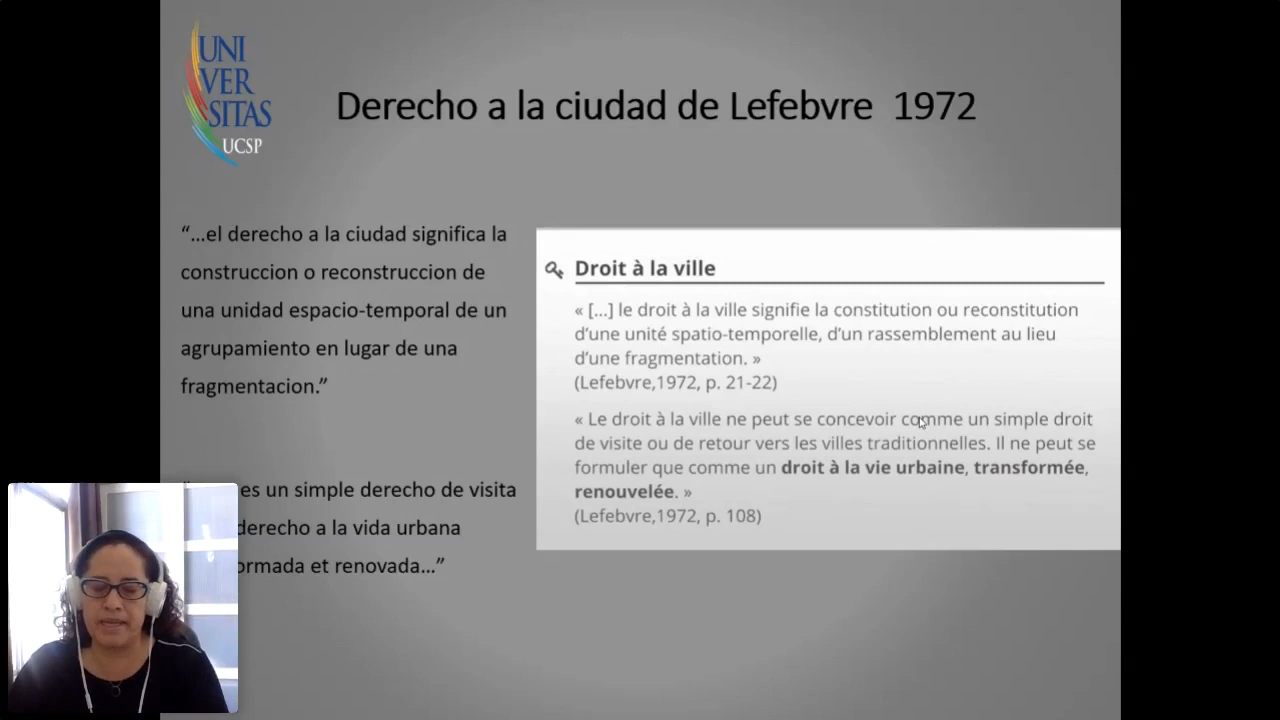 UNI
VER
SITAS
UCSP
Derecho a la ciudad de Lefebvre 1972
“...el derecho a la ciudad significa la
construccion o reconstruccion de
una unidad espacio-temporal de un
agrupamiento en lugar de una
fragmentacion.”
es un simple derecho de visita
derecho a la vida urbana
ormada et renovada...”
Droit à la ville
« [...] le droit à la ville signifie la constitution ou reconstitution
d’une unité spatio-temporelle, d’un rassemblement au lieu
d’une fragmentation. »
(Lefebvre,1972, p. 21-22)
« Le droit à la ville ne peut se concevoir comme un simple droit
de visite ou de retour vers les villes traditionnelles. Il ne peut se
formuler que comme un droit à la vie urbaine, transformée,
renouvelée. »
(Lefebvre,1972, p. 108)